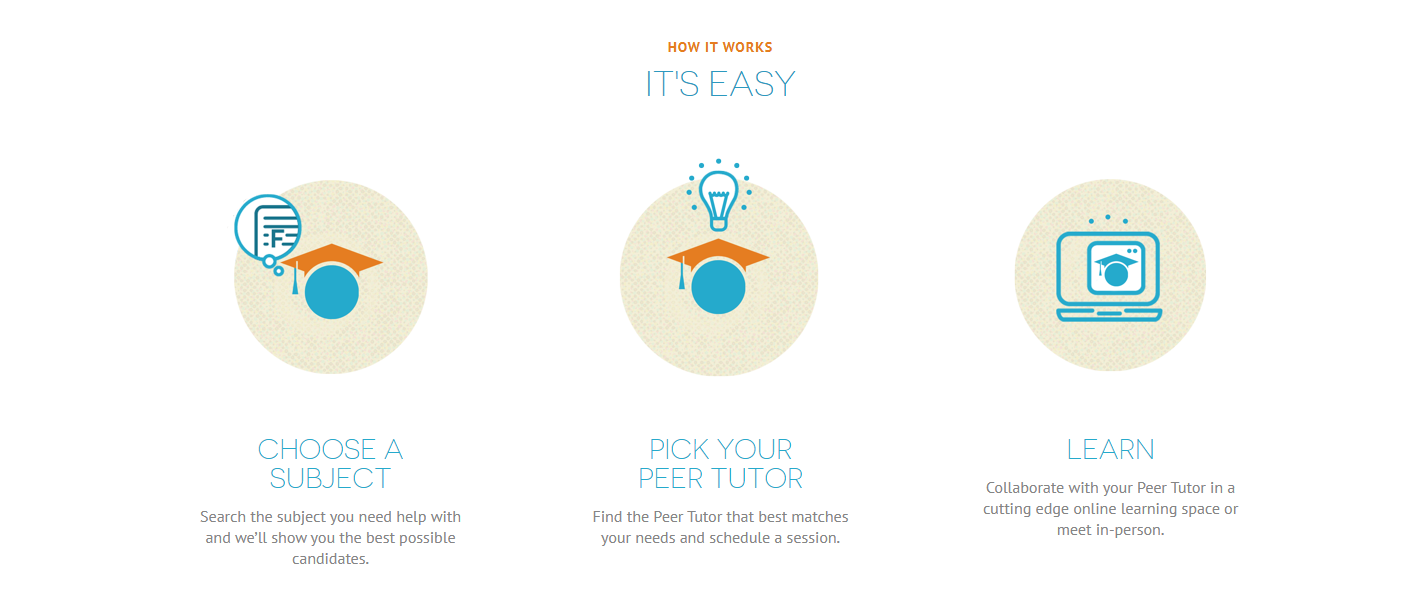 HOW IT WORKS
IT'S EASY
F
CHOOSE A
SUBJECT
Search the subject you need help with
and we’ll show you the best possible
candidates.
PICK YOUR
PEER TUTOR
Find the Peer Tutor that best matches
your needs and schedule a session.
LEARN
Collaborate with your Peer Tutor in a
cutting edge online learning space or
meet in-person.